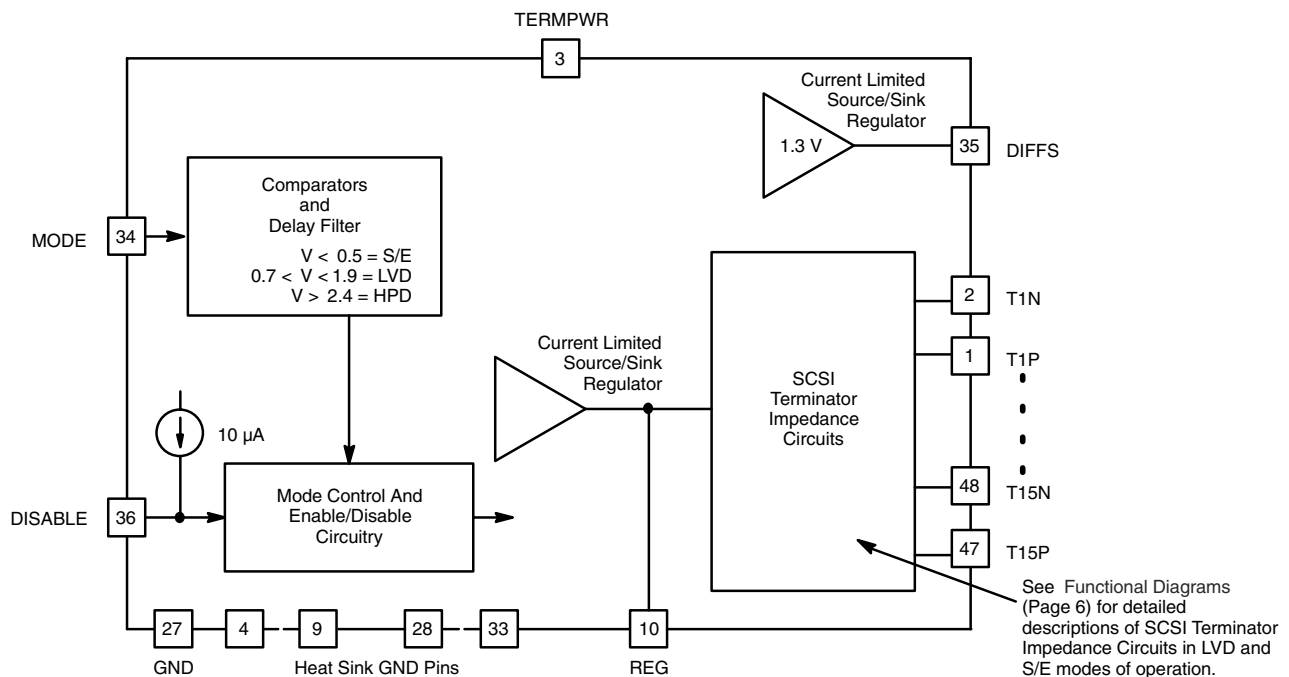 TERMPWR
3
Current Limited
Source/Sink
Regulator
1.3 V
35
DIFFS
Comparators
and
Delay Filter
V < 0.5 = S/E
0.7 < V < 1.9 = LVD
V > 2.4 = HPD
MODE
34
2
T1N
1
T1P
Current Limited
Source/Sink
Regulator
SCSI
Terminator
Impedance
Circuits
10 µA
48
T15N
DISABLE
36
Mode Control And
Enable/Disable
Circuitry
47
T15P
See Functional Diagrams
(Page 6) for detailed
descriptions of SCSI Terminator
Impedance Circuits in LVD and
S/E modes of operation.
27
4
9
28
33
10
GND
Heat Sink GND Pins
REG